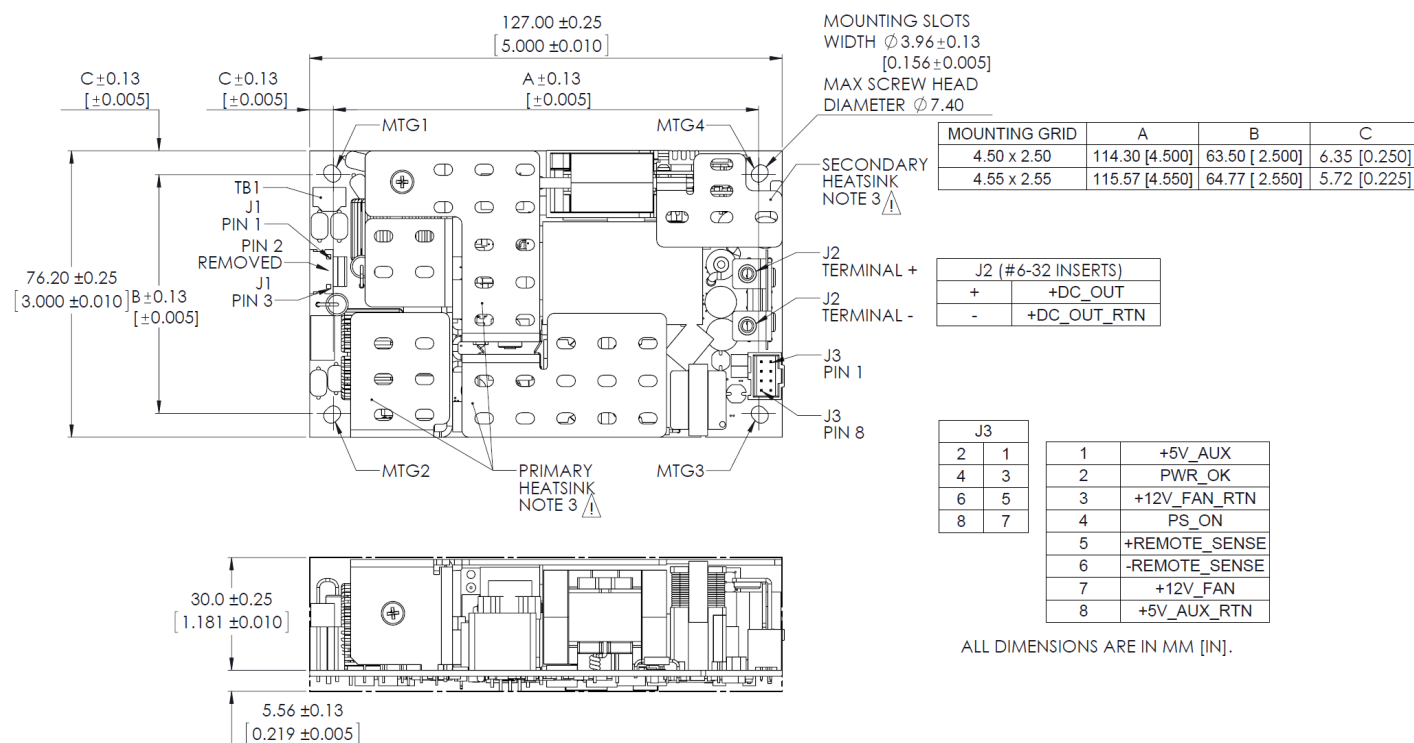 127.00 ±0.25
[5.000 ±0.010]
MOUNTING SLOTS
WIDTH ∅3.96±0.13
[0.156±0.005]
MAX SCREW HEAD
DIAMETER ∅7.40
C±0.13
[±0.005]
C±0.13
[±0.005]
A±0.13
[±0.005]
MTG1
MTG4
MOUNTING GRID A B C
4.50 x 2.50 114.30 [4.500] 63.50 [ 2.500] 6.35 [0.250]
4.55 x 2.55 115.57 [4.550] 64.77 [ 2.550] 5.72 [0.225]
SECONDARY
HEATSINK
NOTE 3 !
TB1
J1
PIN 1
PIN 2
REMOVED
J1
PIN 3
76.20 ±0.25
[3.000 ±0.010]
B±0.13
[±0.005]
J2
TERMINAL +
J2
TERMINAL -
J2 (#6-32 INSERTS)
+ +DC_OUT
- +DC_OUT_RTN
J3
PIN 1
J3
PIN 8
MTG2
PRIMARY
HEATSINK
NOTE 3 !
MTG3
J3
2 1
4 3
6 5
8 7
1 +5V_AUX
2 PWR_OK
3 +12V_FAN_RTN
4 PS_ON
5 +REMOTE_SENSE
6 -REMOTE_SENSE
7 +12V_FAN
8 +5V_AUX_RTN
30.0 ±0.25
[1.181 ±0.010]
ALL DIMENSIONS ARE IN MM [IN].
5.56 ±0.13
[0.219 ±0.005]